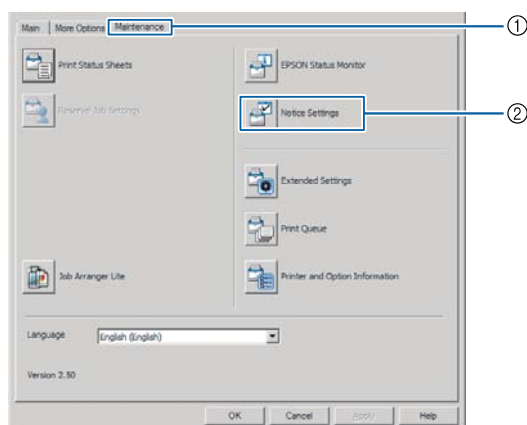 Main More Options Maintenance ①
Print Status Sheets EPSON Status Monitor
Reserve Job Settings Notice Settings ②
Extended Settings
Print Queue
Job Arranger Lite Printer and Option Information
Language English (English)
Version 2.50
OK Cancel Apply Help